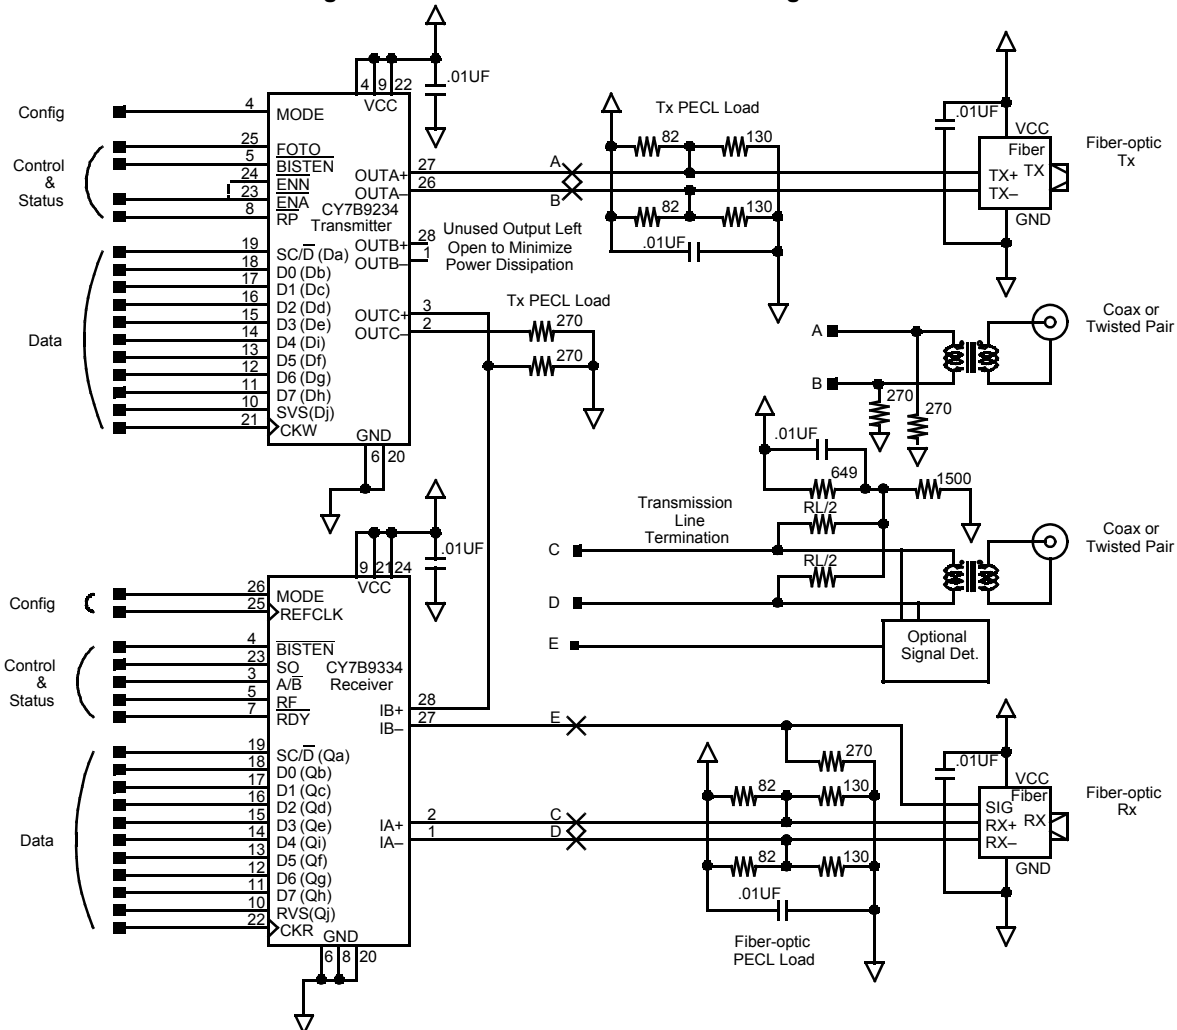 .01UF
4 9 22
VCC
Config
4
MODE
Control
&
Status
25
FOTO
5
BISTEN
24
ENN
23
ENA
8
RP
CY7B9234
Transmitter
OUTA+
27
OUTA–
26
OUTB+
28
OUTB–
1
OUTC+
3
OUTC–
2
Unused Output Left
Open to Minimize
Power Dissipation
Data
19
SC/D (Da)
18
D0 (Db)
17
D1 (Dc)
16
D2 (Dd)
15
D3 (De)
14
D4 (Di)
13
D5 (Df)
12
D6 (Dg)
11
D7 (Dh)
10
SVS(Dj)
21
CKW
GND
6 20
A
B
Tx PECL Load
82
130
82
130
.01UF
.01UF
VCC
Fiber
TX
TX+
TX–
GND
Fiber-optic
Tx
Tx PECL Load
270
270
A
B
270
270
Coax or
Twisted Pair
.01UF
649
1500
RL/2
RL/2
Transmission
Line
Termination
C
D
E
Optional
Signal Det.
Coax or
Twisted Pair
.01UF
9 21 24
VCC
Config
26
MODE
25
REFCLK
Control
&
Status
4
BISTEN
23
SO
3
A/B
5
RF
7
RDY
CY7B9334
Receiver
IB+
28
IB–
27
IA+
2
IA–
1
Data
19
SC/D (Qa)
18
D0 (Qb)
17
D1 (Qc)
16
D2 (Qd)
15
D3 (Qe)
14
D4 (Qi)
13
D5 (Qf)
12
D6 (Qg)
11
D7 (Qh)
10
RVS(Qj)
22
CKR
GND
6 8 20
E
C
D
270
82
130
82
130
.01UF
Fiber-optic
PECL Load
.01UF
VCC
Fiber
RX
SIG
RX+
RX–
GND
Fiber-optic
Rx